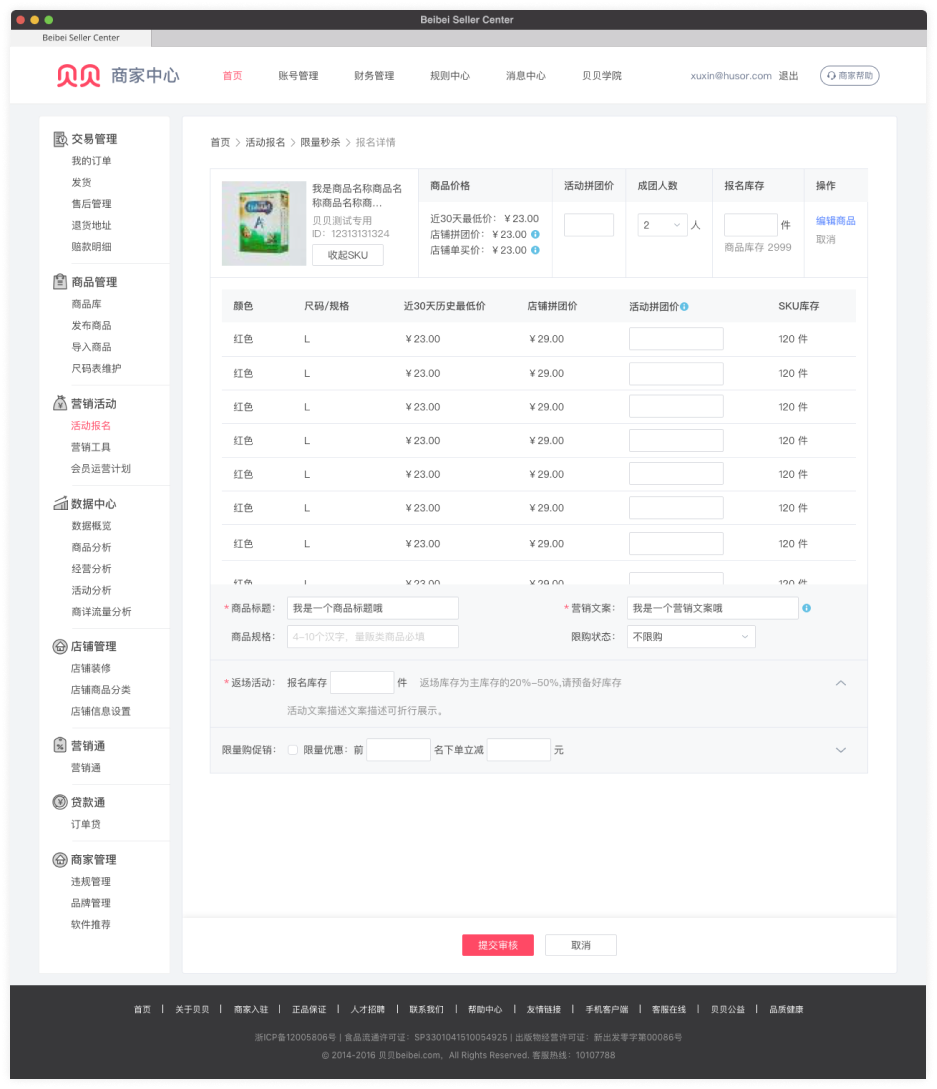 Beibei Seller Center
Beibei Seller Center
贝贝 商家中心 首页 账号管理 财务管理 规则中心 消息中心 贝贝学院 xuxin@husor.com 退出 商家帮助
交易管理
我的订单
发货
售后管理
退货地址
赔款明细
商品管理
商品库
发布商品
导入商品
尺码表维护
营销活动
活动报名
营销工具
会员运营计划
数据中心
数据概览
商品分析
经营分析
活动分析
商详流量分析
店铺管理
店铺装修
店铺商品分类
店铺信息设置
营销通
营销通
贷款通
订单贷
商家管理
违规管理
品牌管理
软件推荐
首页 > 活动报名 > 限量秒杀 > 报名详情
我是商品名称商品名
称商品名称商...
贝贝测试专用
ID: 12313131324
收起SKU
商品价格 活动拼团价 成团人数 报名库存 操作
近30天最低价: ¥23.00
店铺拼团价: ¥23.00
店铺单买价: ¥23.00
2 人
件
商品库存 2999
编辑商品
取消
颜色 尺码/规格 近30天历史最低价 店铺拼团价 活动拼团价 SKU库存
红色 L ¥23.00 ¥29.00 120 件
红色 L ¥23.00 ¥29.00 120 件
红色 L ¥23.00 ¥29.00 120 件
红色 L ¥23.00 ¥29.00 120 件
红色 L ¥23.00 ¥29.00 120 件
红色 L ¥23.00 ¥29.00 120 件
红色 L ¥23.00 ¥29.00 120 件
红色 L ¥23.00 ¥29.00 120 件
*商品标题: 我是一个商品标题哦 *营销文案: 我是一个营销文案哦
商品规格: 4-10个汉字,量贩类商品必填 限购状态: 不限购
*返场活动: 报名库存 件 返场库存为主库存的20%-50%,请预备好库存
活动文案描述文案描述可折行展示。
限量购促销: 限量优惠: 前 名下单立减 元
提交审核 取消
首页 | 关于贝贝 | 商家入驻 | 正品保证 | 人才招聘 | 联系我们 | 帮助中心 | 友情链接 | 手机客户端 | 客服在线 | 贝贝公益 | 品质健康
浙ICP备12005806号 | 食品流通许可证: SP3301041510054925 | 出版物经营许可证: 新出发零字第00086号
© 2014-2016 贝贝beibei.com, All Rights Reserved. 客服热线: 10107788